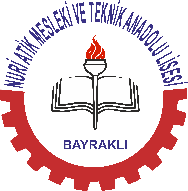 NURİ ATİK MESLEKİ VE TEKNİK ANADOLU LİSESİ
BAYRAKLI